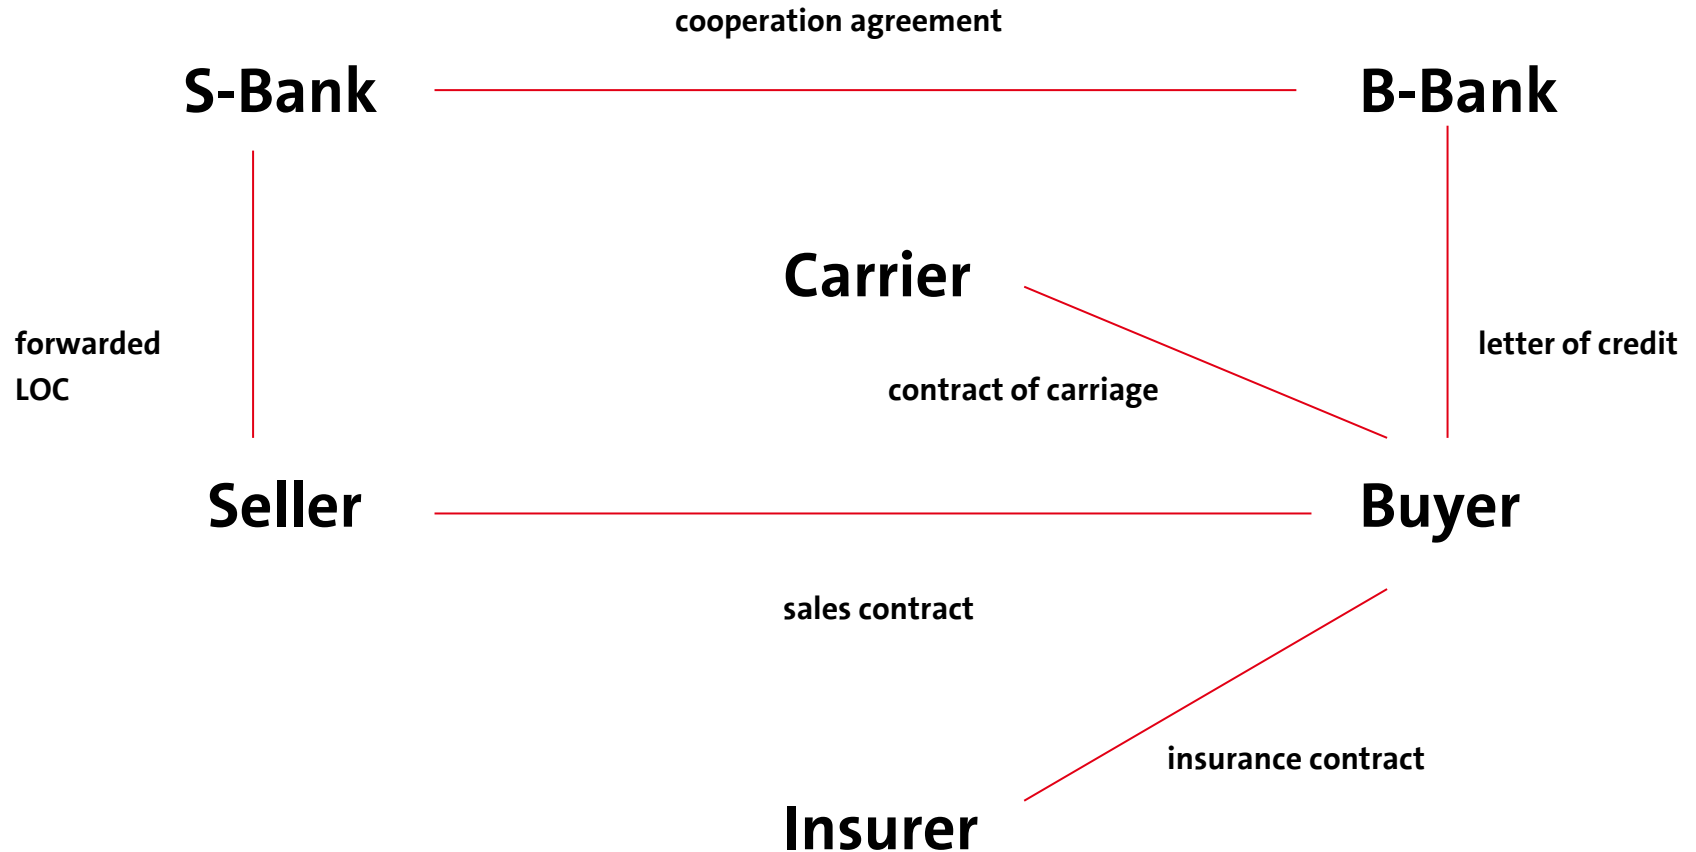 cooperation agreement
S-Bank
B-Bank
Carrier
forwarded
LOC
letter of credit
contract of carriage
Seller
Buyer
sales contract
insurance contract
Insurer